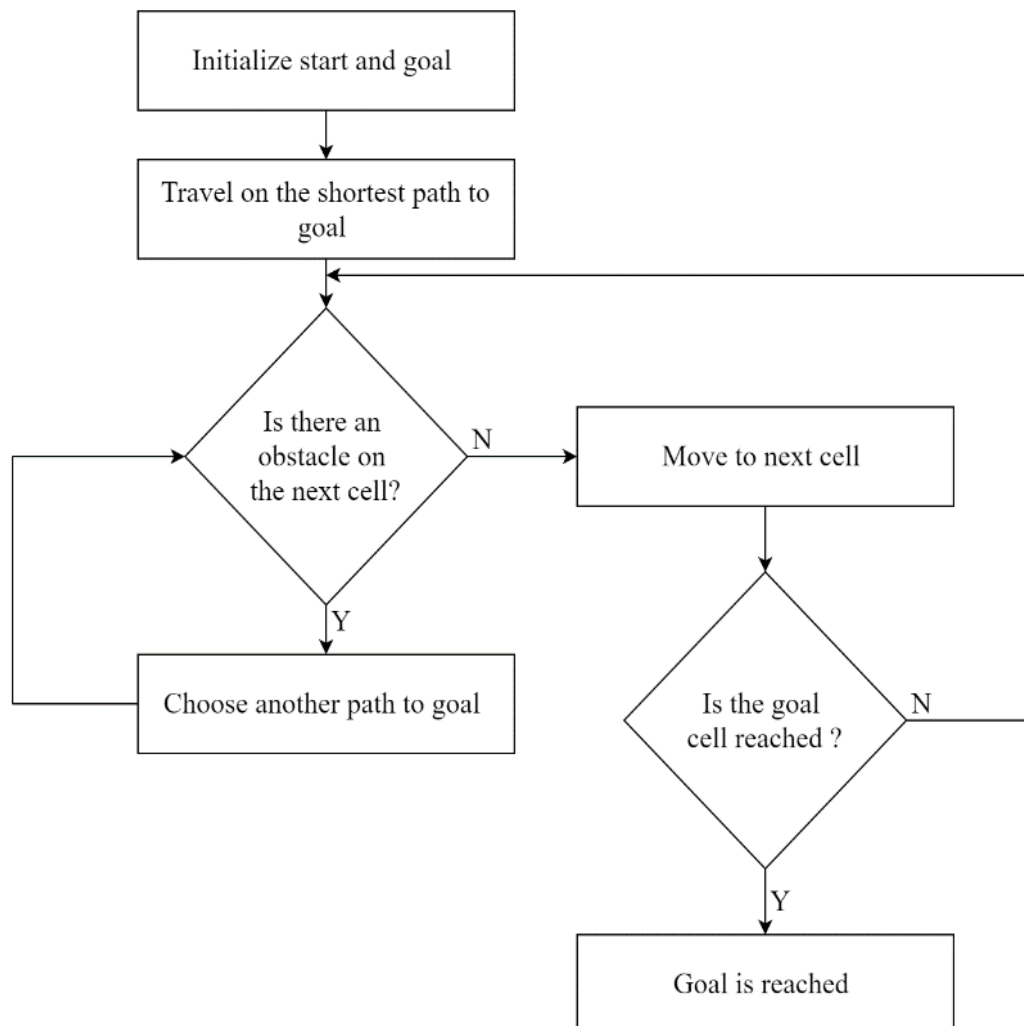 Initialize start and goal
Travel on the shortest path to
goal
Is there an
obstacle on
the next cell?
N
Move to next cell
Y
Choose another path to goal
Is the goal
cell reached ?
N
Y
Goal is reached